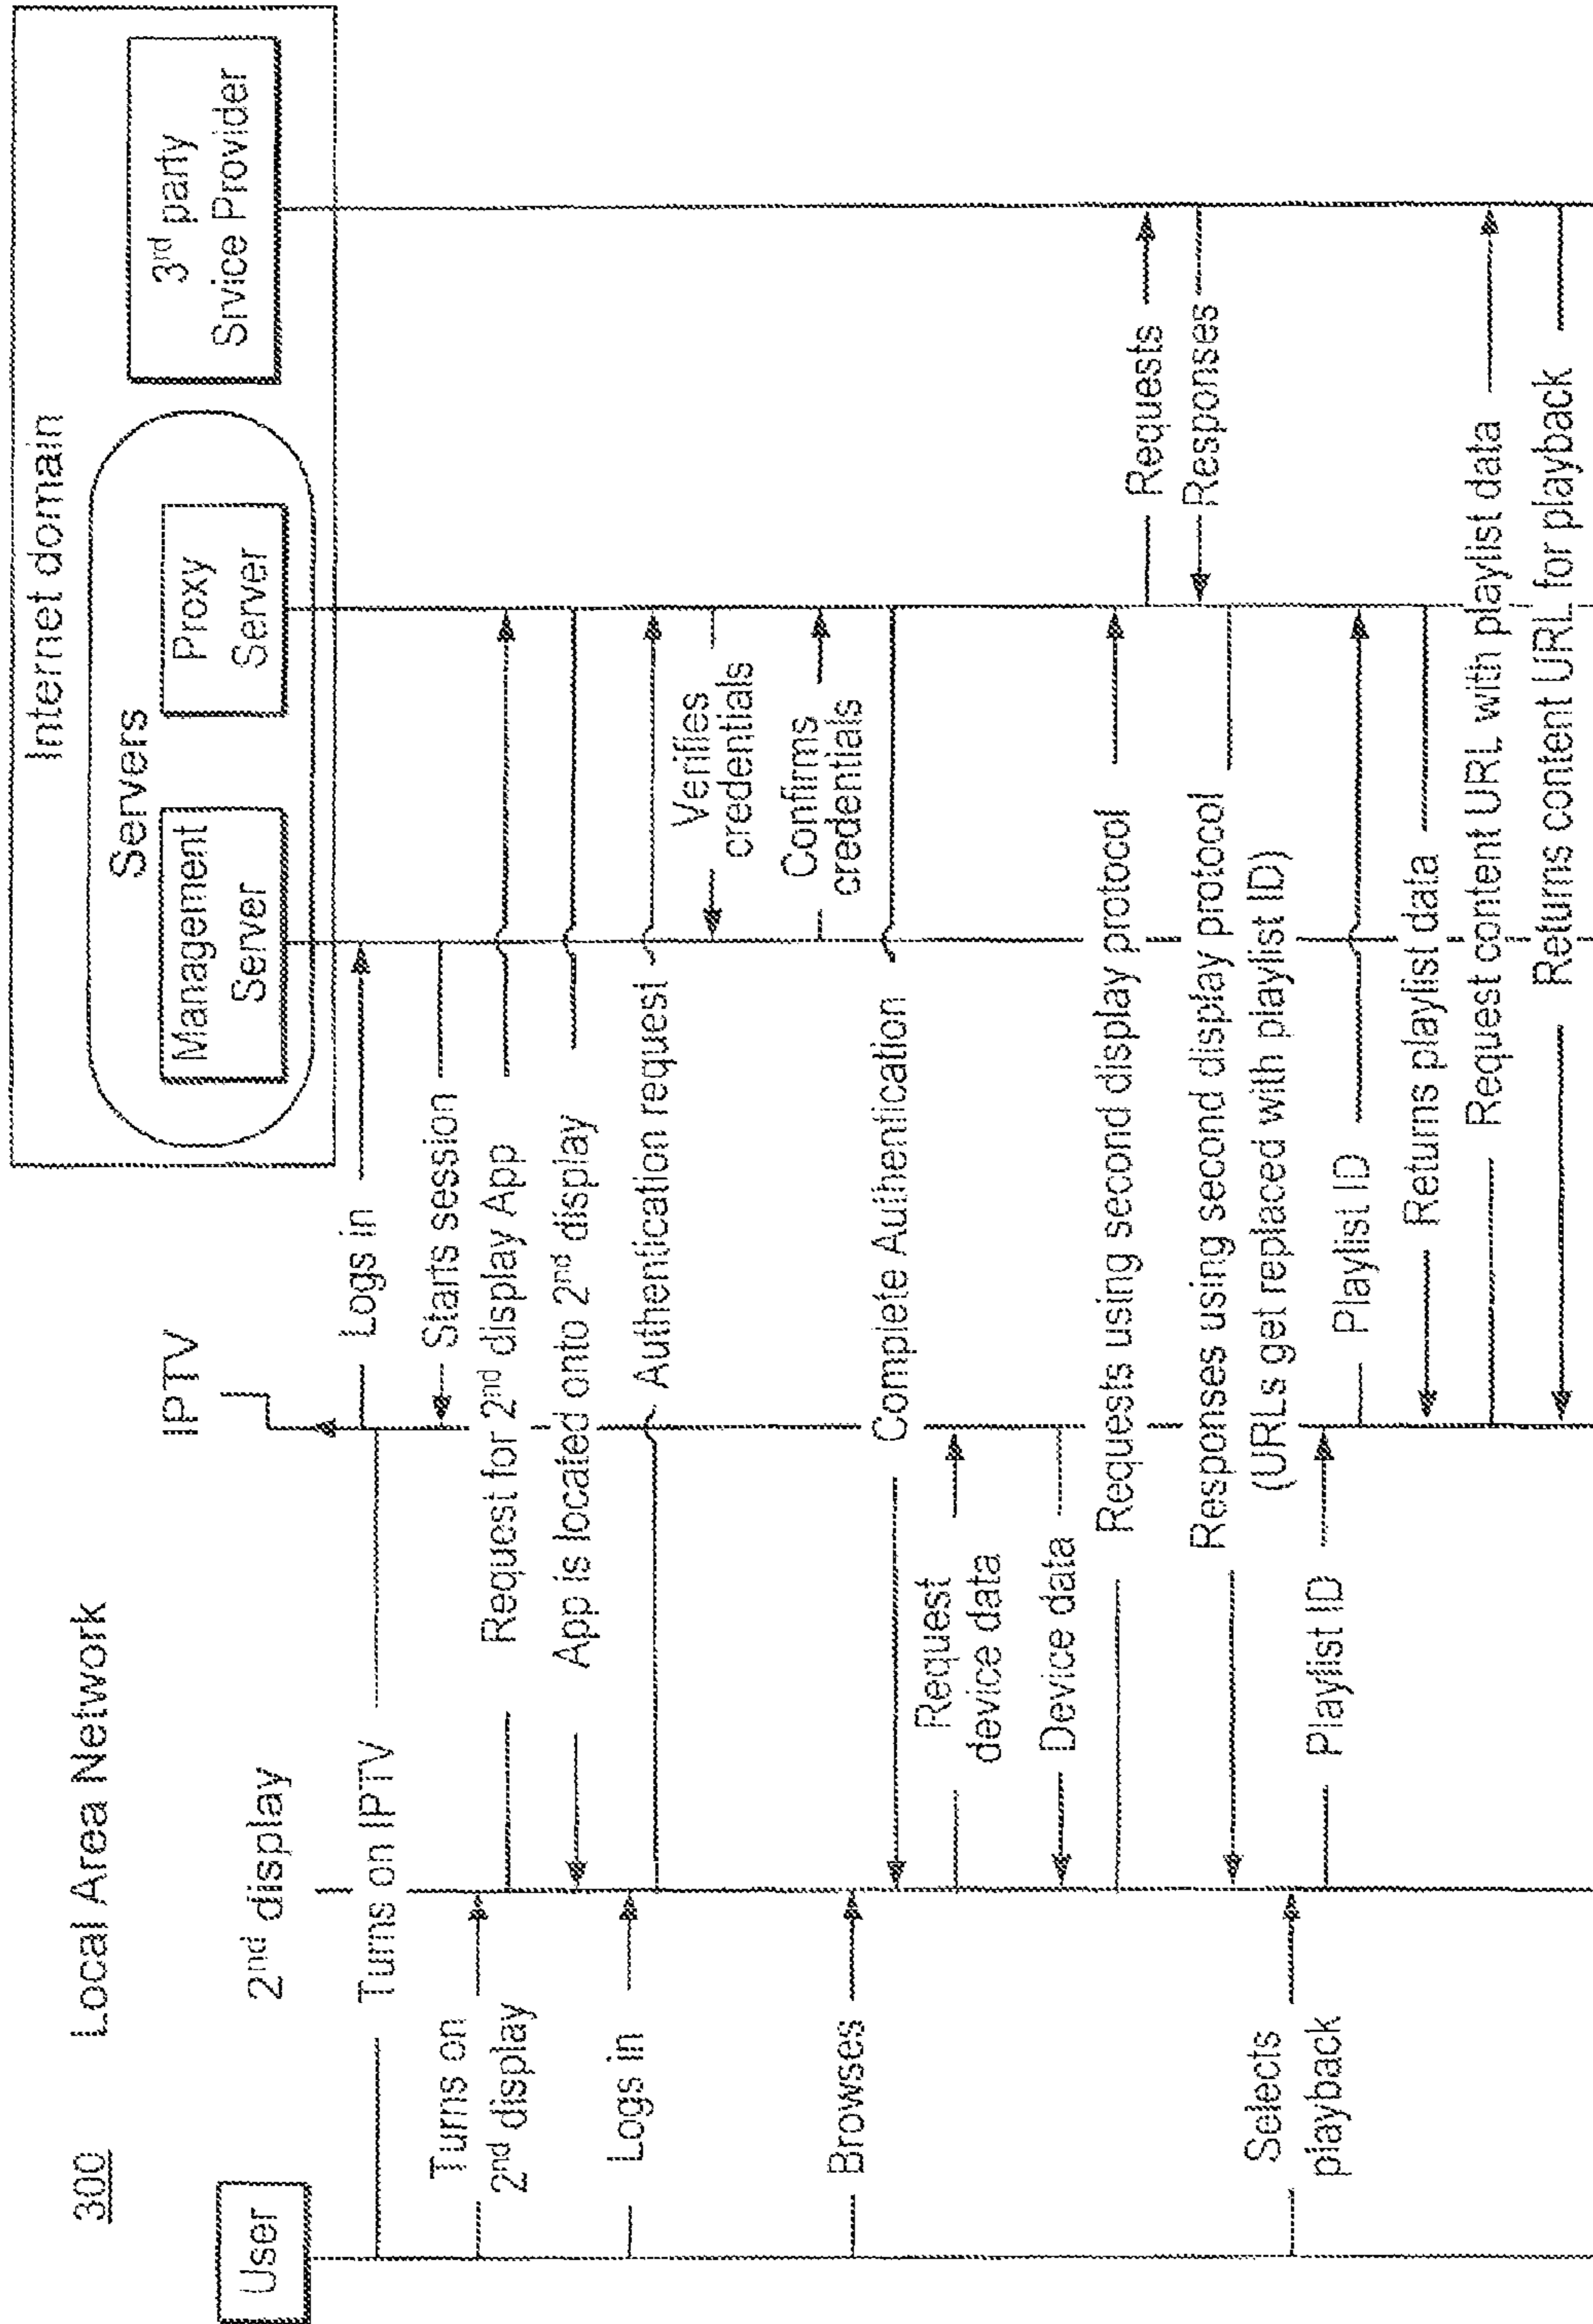 300
Local Area Network
Internet domain
Servers
User
2nd display
IPTV
Management
Server
Proxy
Server
3rd party
Srvice Provider
Turns on IPTV
Logs in
Starts session
Turns on
2nd display
Request for 2nd display App
App is located onto 2nd display
Logs in
Authentication request
Verifies
credentials
Confirms
credentials
Browses
Complete Authentication
Request
device data
Device data
Requests using second display protocol
Requests
Responses
Responses using second display protocol
(URLs get replaced with playlist ID)
Selects
playback
Playlist ID
Playlist ID
Returns playlist data
Request content URL with playlist data
Returns content URL for playback